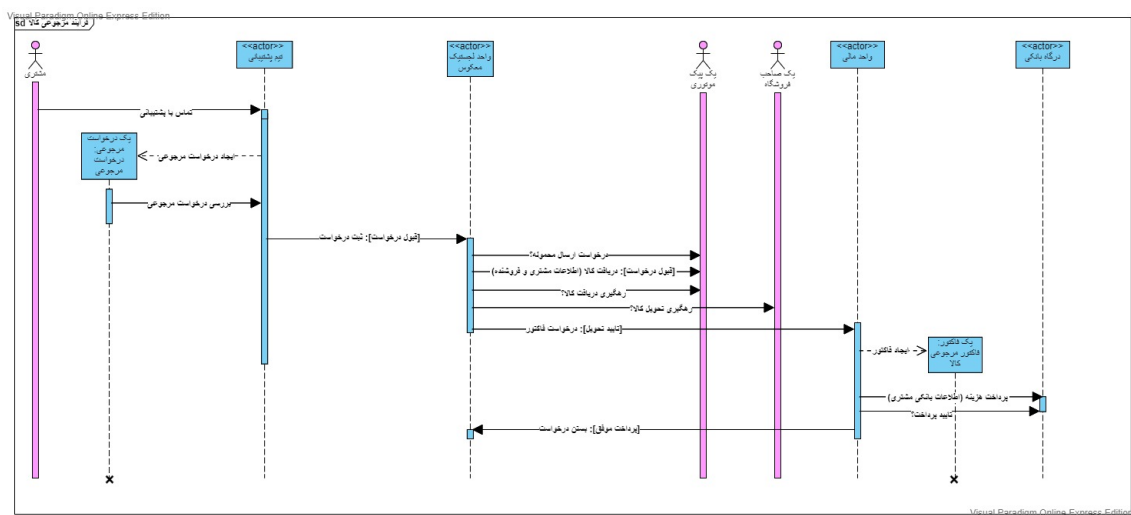 Visual Paradigm Online Express Edition
sd فرآیند مرجوعی کالا
مشتری
<<actor>>
تیم پشتیبانی
<<actor>>
واحد لجستیک
معکوس
یک پیک
موتوری
یک صاحب
فروشگاه
<<actor>>
واحد مالی
<<actor>>
درگاه بانکی
تماس با پشتیبانی
یک درخواست
مرجوعی:
درخواست
مرجوعی
ایجاد درخواست مرجوعی
بررسی درخواست مرجوعی
[قبول درخواست]: ثبت درخواست
درخواست ارسال محموله؟
[قبول درخواست]: دریافت کالا (اطلاعات مشتری و فروشنده)
رهگیری دریافت کالا؟
رهگیری تحویل کالا؟
[تایید تحویل]: درخواست فاکتور
ایجاد فاکتور
یک فاکتور:
فاکتور مرجوعی
کالا
پرداخت هزینه (اطلاعات بانکی مشتری)
تایید پرداخت؟
[پرداخت موفق]: بستن درخواست
Visual Paradigm Online Express Edition